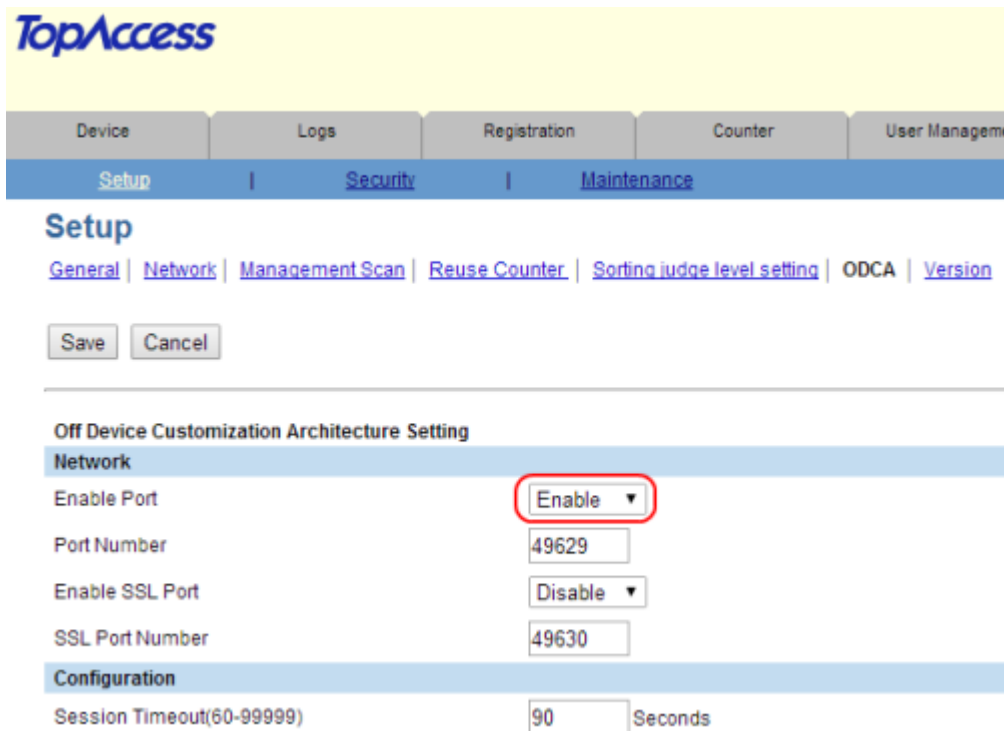 TopAccess
Device Logs Registration Counter User Managem
Setup | Security | Maintenance
Setup
General | Network | Management Scan | Reuse Counter | Sorting judge level setting | ODCA | Version
Save Cancel
Off Device Customization Architecture Setting
Network
Enable Port Enable
Port Number 49629
Enable SSL Port Disable
SSL Port Number 49630
Configuration
Session Timeout(60-99999) 90 Seconds